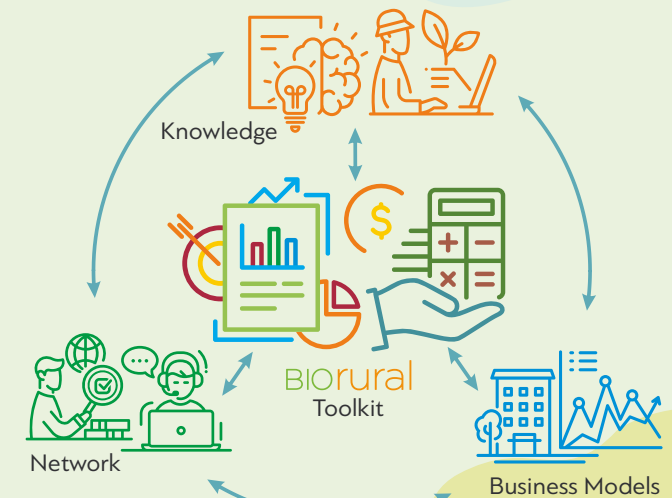 Knowledge
$
BIOrural
Toolkit
Network
Business Models